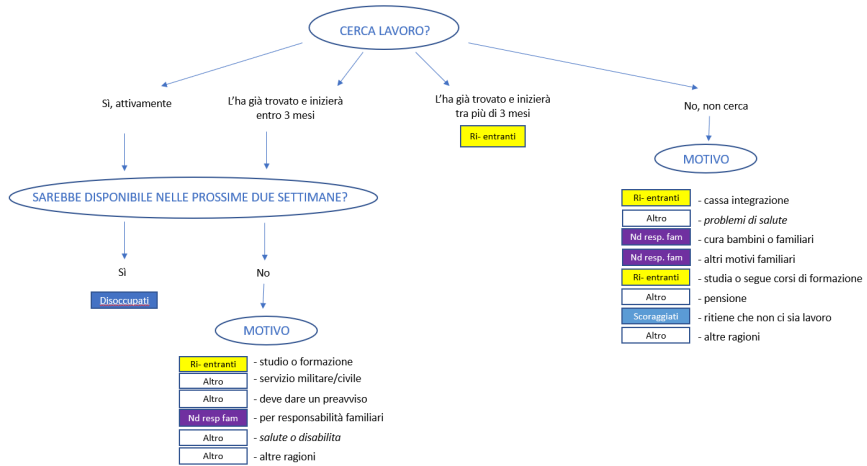 CERCA LAVORO?
Sì, attivamente
L'ha già trovato e inizierà
entro 3 mesi
L'ha già trovato e inizierà
tra più di 3 mesi
Ri- entranti
No, non cerca
MOTIVO
SAREBBE DISPONIBILE NELLE PROSSIME DUE SETTIMANE?
Ri- entranti - cassa integrazione
Altro - problemi di salute
Nd resp. fam - cura bambini o familiari
Nd resp. fam - altri motivi familiari
Ri- entranti - studia o segue corsi di formazione
Altro - pensione
Scoraggiati - ritiene che non ci sia lavoro
Altro - altre ragioni
Sì
Disoccupati
No
MOTIVO
Ri- entranti - studio o formazione
Altro - servizio militare/civile
Altro - deve dare un preavviso
Nd resp fam - per responsabilità familiari
Altro - salute o disabilita
Altro - altre ragioni